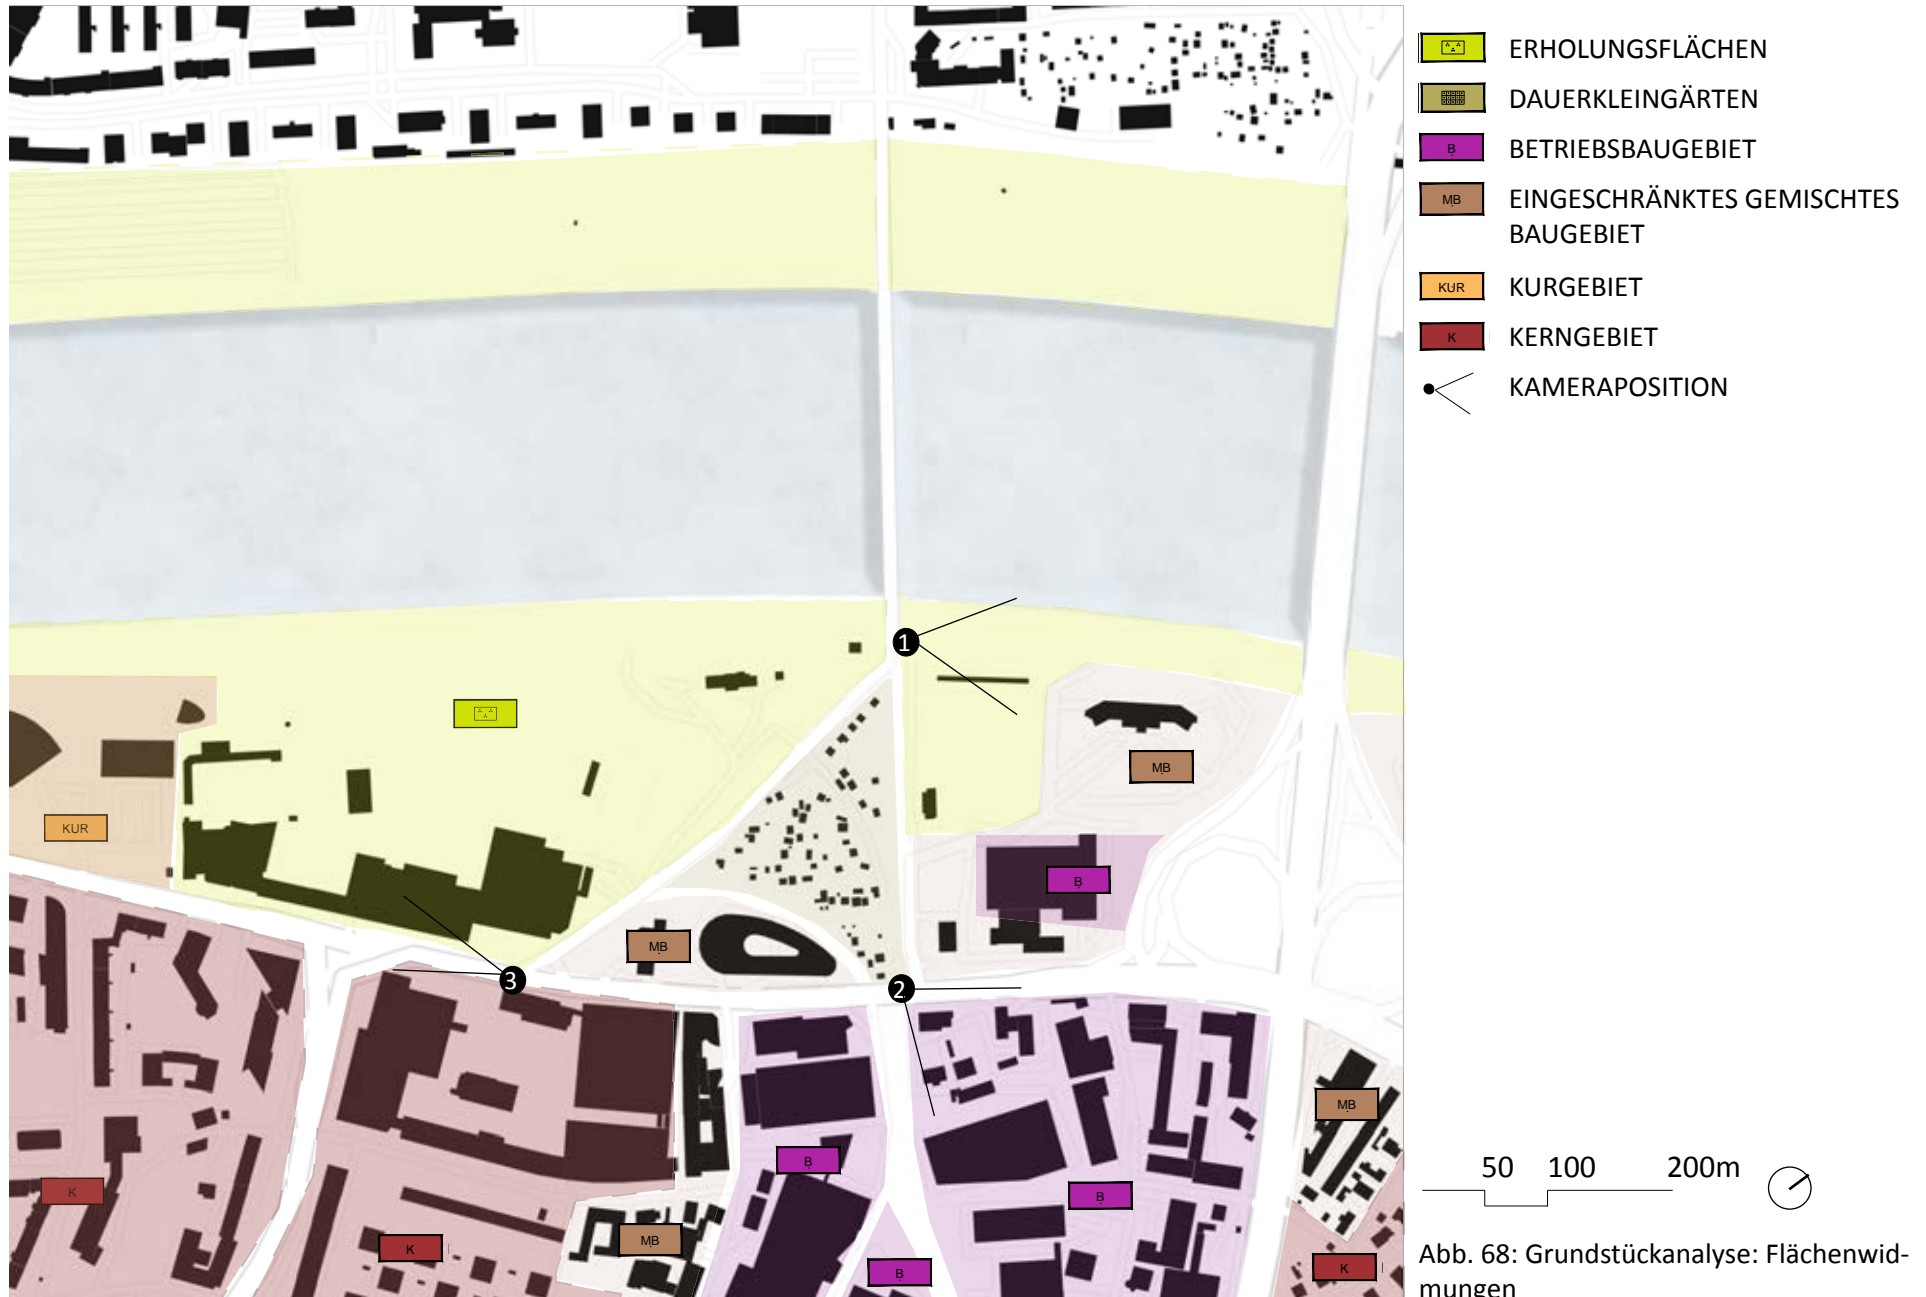 ERHOLUNGSFLÄCHEN
DAUERKLEINGÄRTEN
B BETRIEBSBAUGEBIET
MB EINGESCHRÄNKTES GEMISCHTES
BAUGEBIET
KUR KURGEBIET
K KERNGEBIET
KAMERAPOSITION
1
MB
KUR
B
MB
3
2
MB
B
K
B
K
MB
B
K
50 100 200m
Abb. 68: Grundstückanalyse: Flächenwid-
mungen